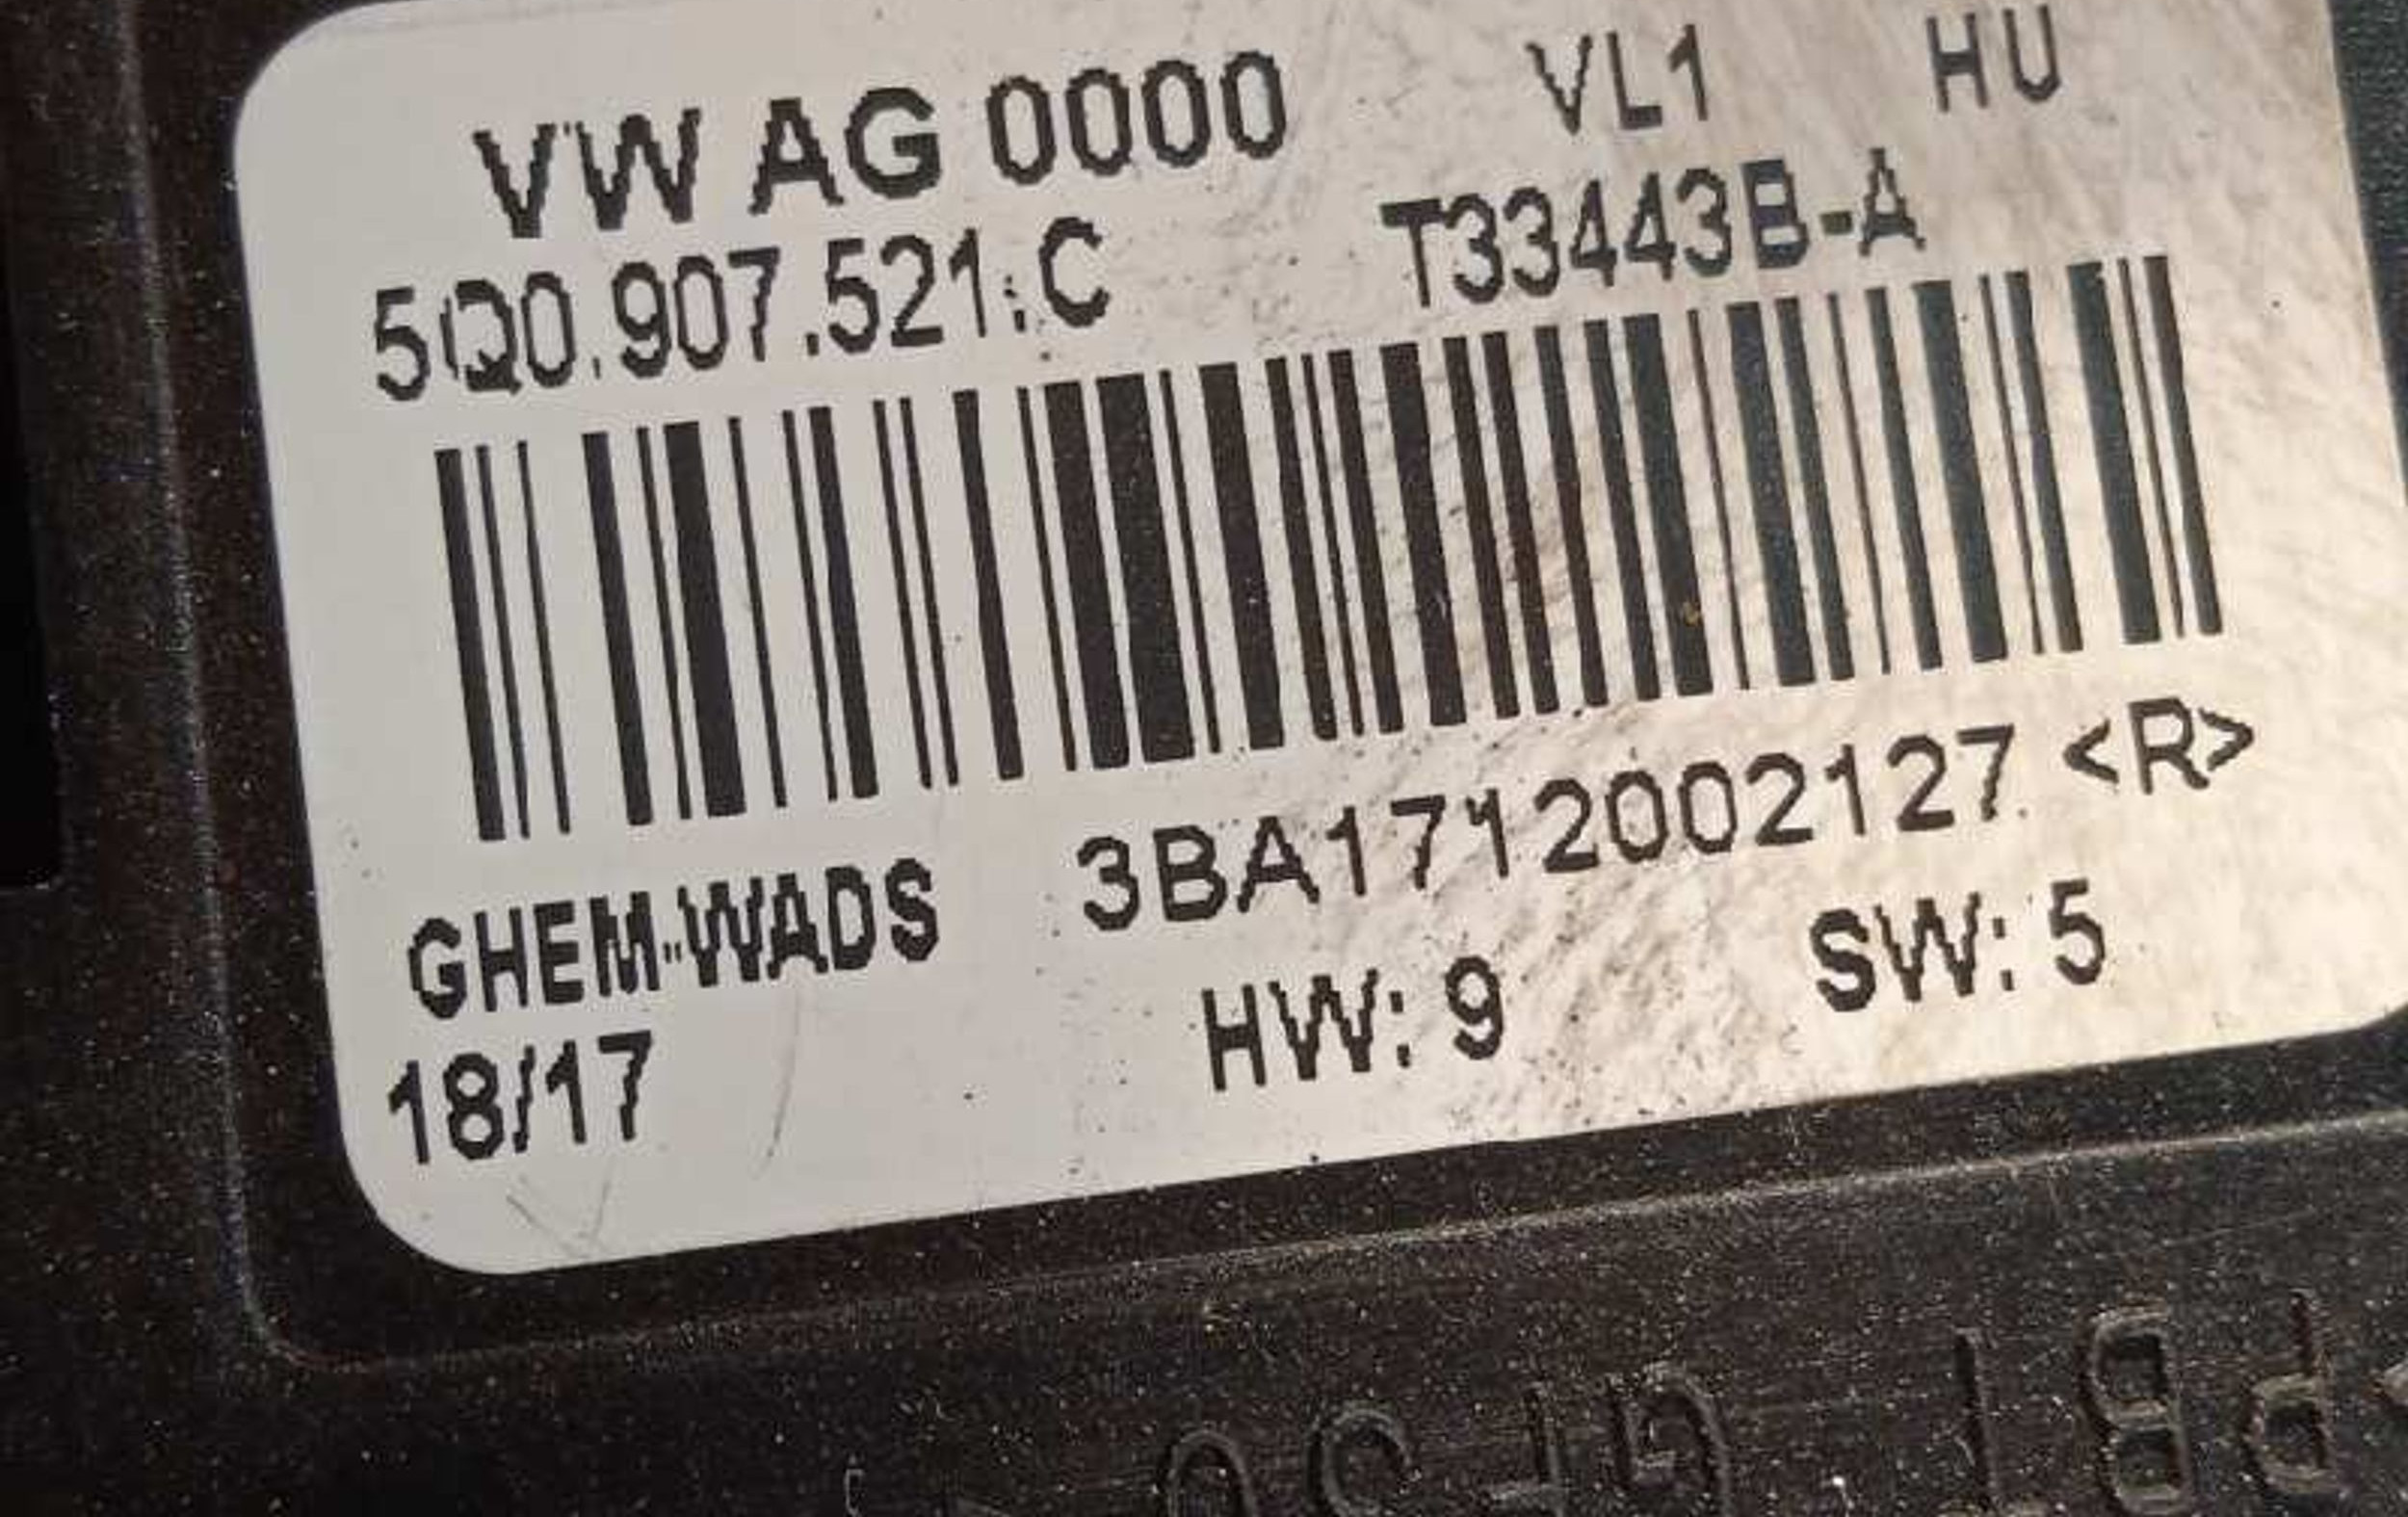 VW AG 0000 VL1 HU
5Q0.907.521.C T33443B-A
GHEM-WADS 3BA1712002127 <R>
18/17 HW: 9 SW: 5